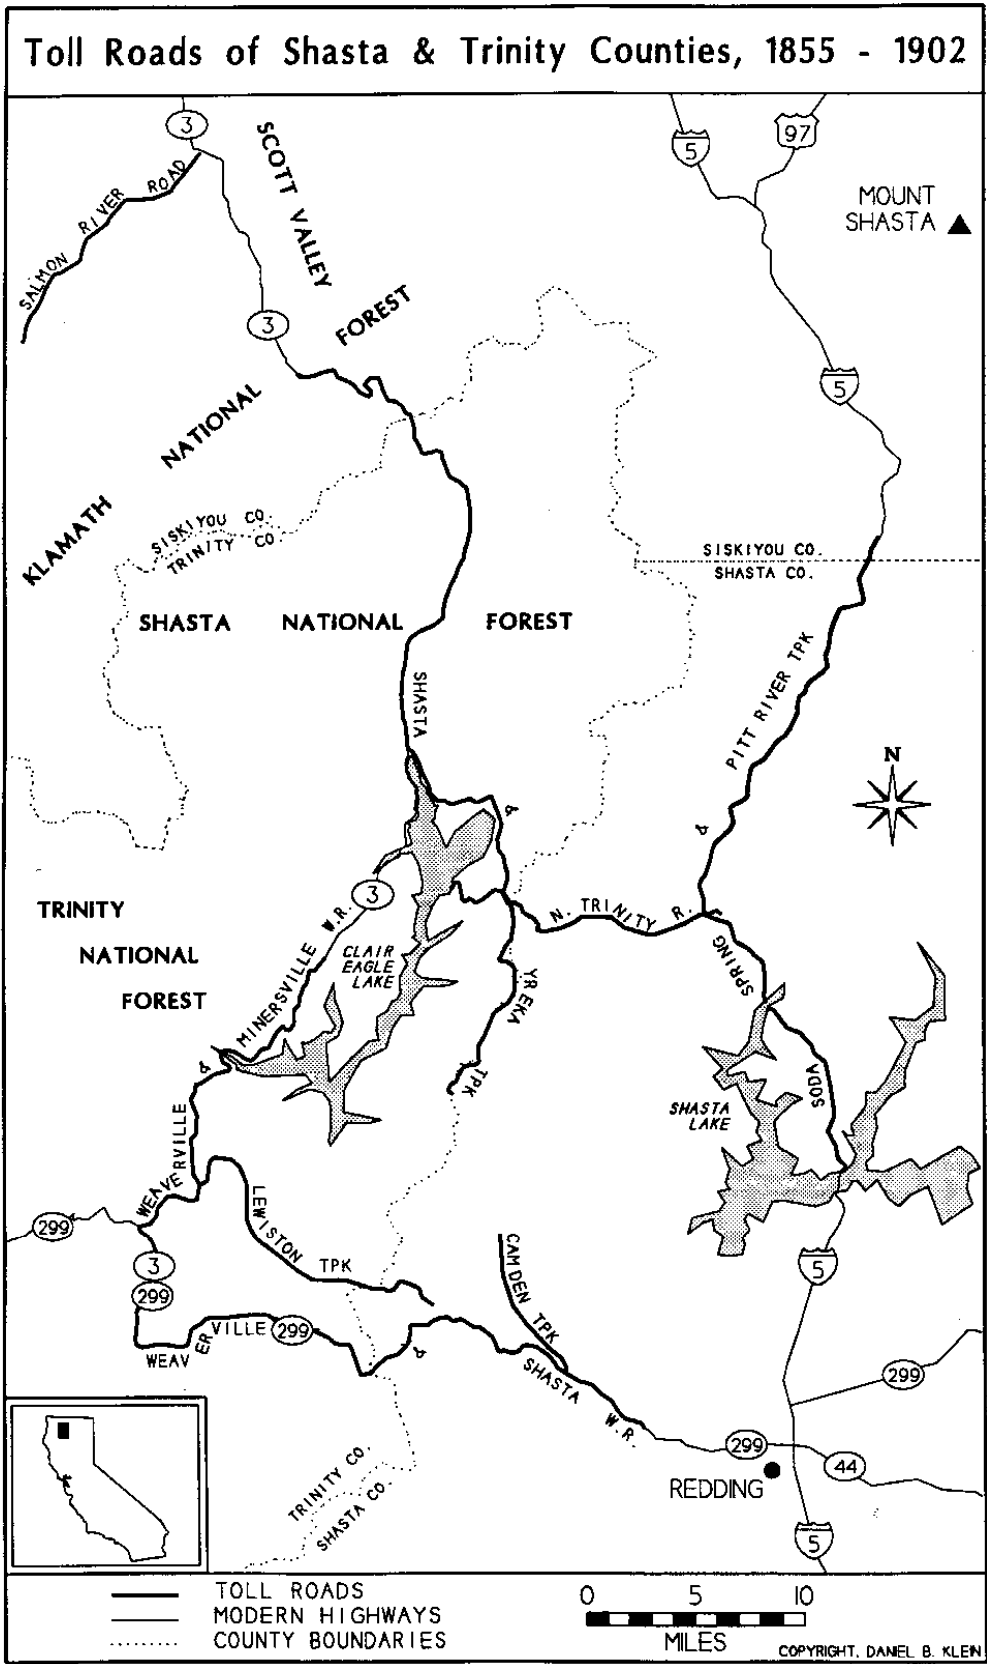 Toll Roads of Shasta & Trinity Counties, 1855 - 1902
3
SCOTT VALLEY
5
97
SALMON RIVER ROAD
MOUNT
SHASTA
3
KLAMATH NATIONAL FOREST
5
SISKIYOU CO.
TRINITY CO.
SISKIYOU CO.
SHASTA CO.
SHASTA NATIONAL FOREST
SHASTA & YREKA TPK
PITT RIVER TPK & SODA SPRING
N
TRINITY
NATIONAL
FOREST
3
WEAVERVILLE & MINERSVILLE W.R.
N. TRINITY R.
CLAIR
EAGLE
LAKE
SHASTA
LAKE
299
3
299
LEWISTON TPK
CAMDEN TPK
WEAVERVILLE & SHASTA W.R.
299
5
299
299
44
REDDING
5
TRINITY CO.
SHASTA CO.
TOLL ROADS
MODERN HIGHWAYS
COUNTY BOUNDARIES
0 5 10
MILES
COPYRIGHT, DANIEL B. KLEIN